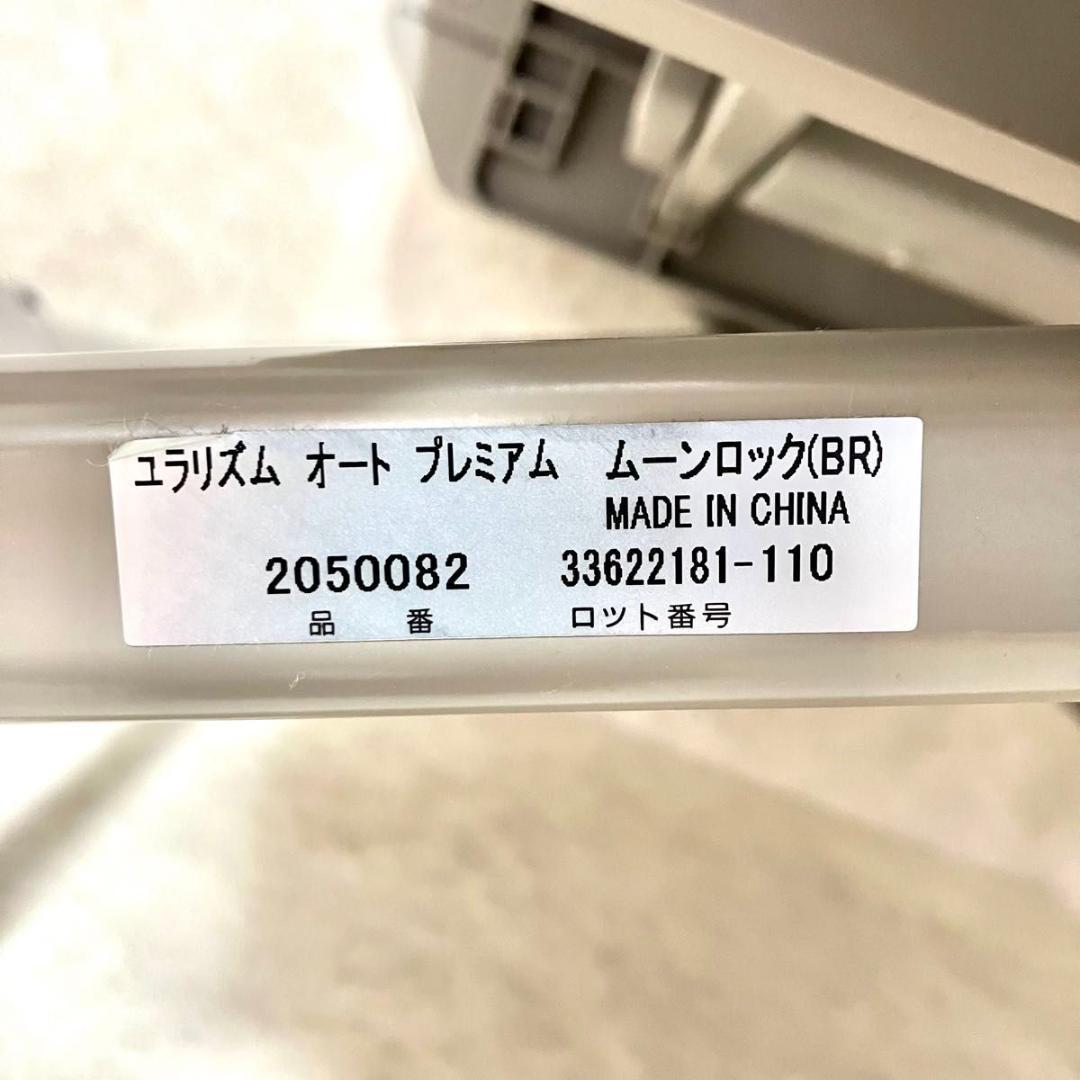 ユラリズム オート プレミアム ムーンロック(BR)
MADE IN CHINA
2050082 33622181-110
品番 ロット番号